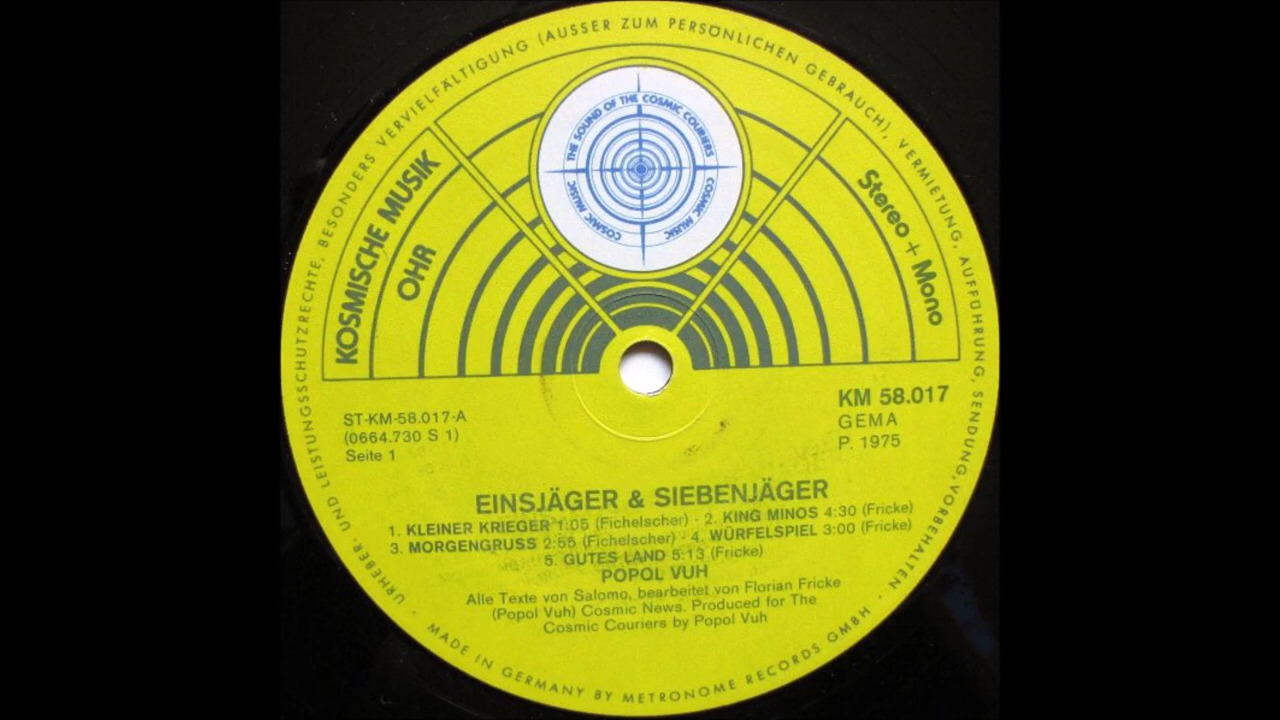 URHEBER- UND LEISTUNGSSCHUTZRECHTE, BESONDERS VERVIELFÄLTIGUNG (AUSSER ZUM PERSÖNLICHEN GEBRAUCH), VERMIETUNG, AUFFÜHRUNG, SENDUNG, VORBEHALTEN ·
THE SOUND OF THE COSMIC COURIERS
COSMIC MUSIC
COSMIC MUSIC
KOSMISCHE MUSIK
OHR
Stereo + Mono
ST-KM-58.017-A
(0664.730 S 1)
Seite 1
KM 58.017
GEMA
P. 1975
EINSJÄGER & SIEBENJÄGER
1. KLEINER KRIEGER 1:05 (Fichelscher) · 2. KING MINOS 4:30 (Fricke)
3. MORGENGRUSS 2:55 (Fichelscher) · 4. WÜRFELSPIEL 3:00 (Fricke)
5. GUTES LAND 5:13 (Fricke)
POPOL VUH
Alle Texte von Salomo, bearbeitet von Florian Fricke
(Popol Vuh) Cosmic News. Produced for The
Cosmic Couriers by Popol Vuh
· MADE IN GERMANY BY METRONOME RECORDS GMBH ·